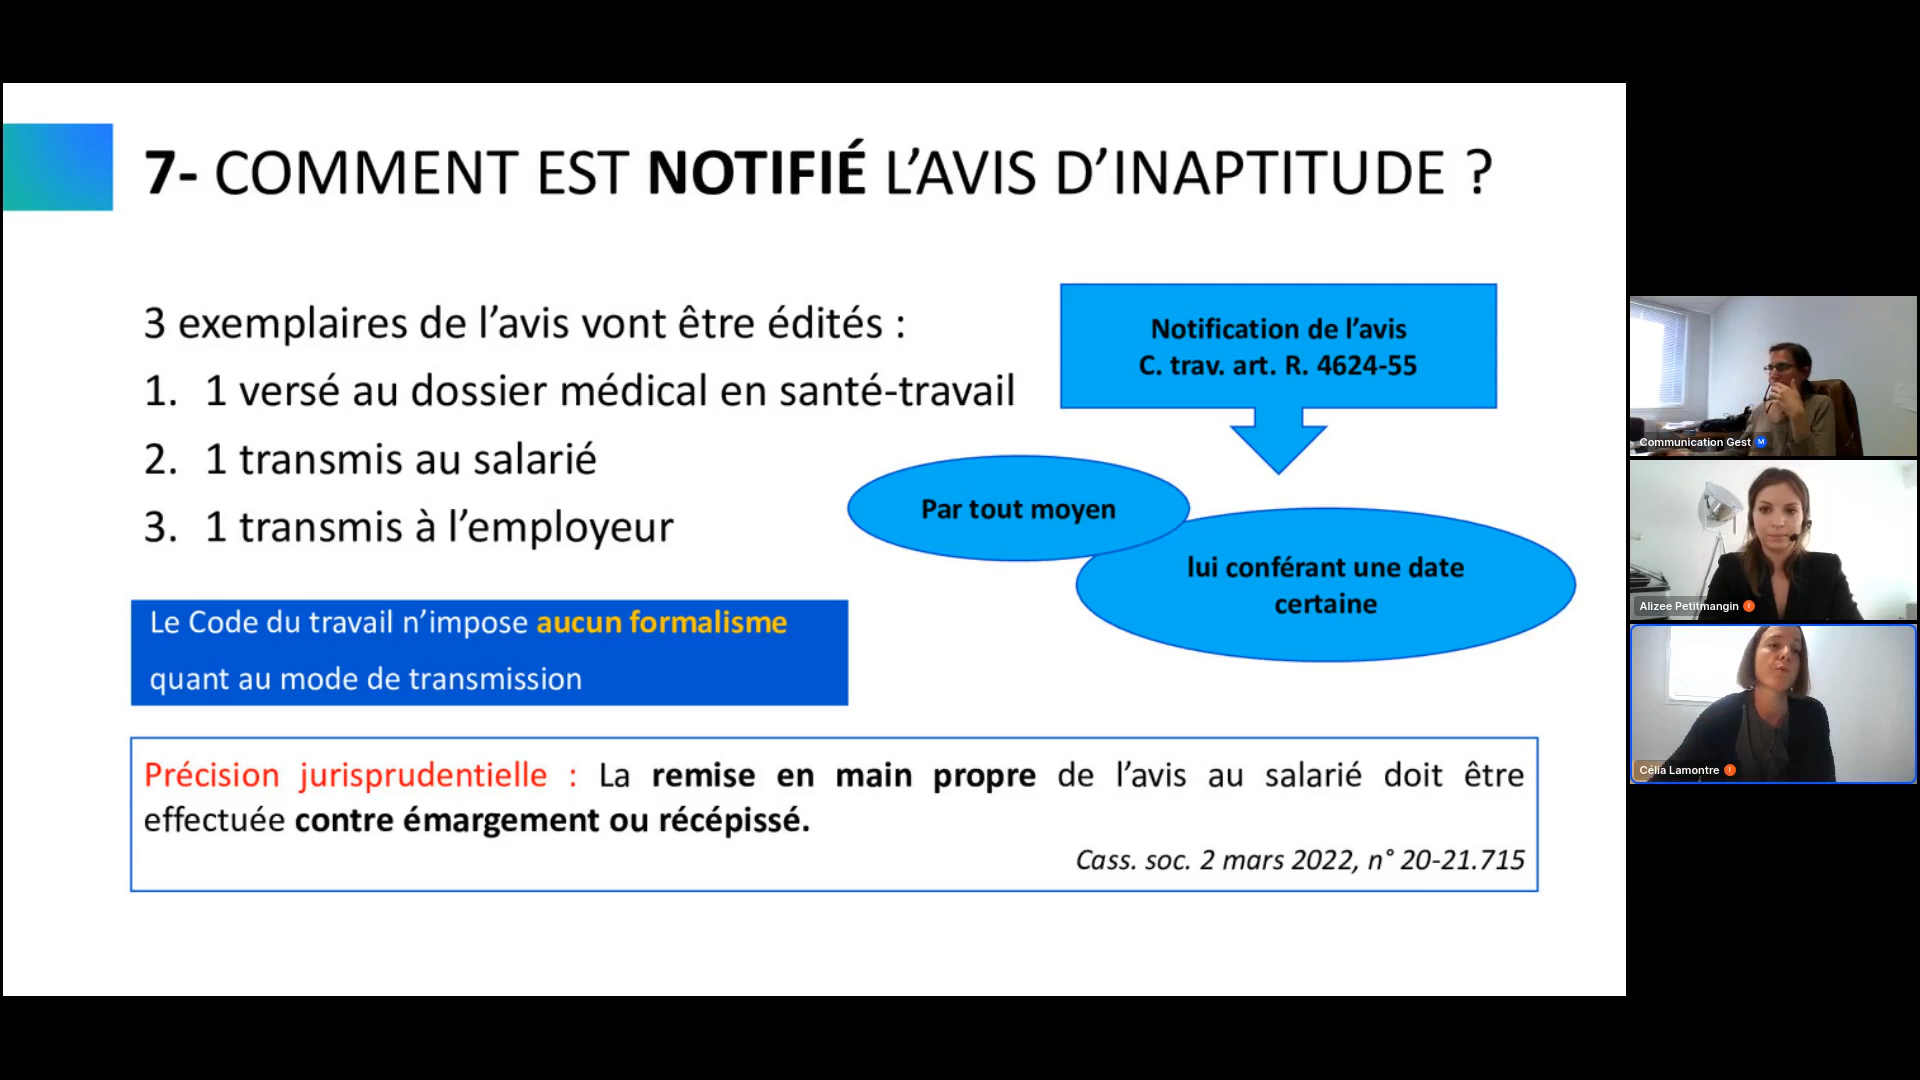 7- COMMENT EST NOTIFIÉ L’AVIS D’INAPTITUDE ?
3 exemplaires de l’avis vont être édités :
1. 1 versé au dossier médical en santé-travail
2. 1 transmis au salarié
3. 1 transmis à l’employeur
Notification de l’avis
C. trav. art. R. 4624-55
Par tout moyen
lui conférant une date
certaine
Le Code du travail n’impose aucun formalisme
quant au mode de transmission
Précision jurisprudentielle : La remise en main propre de l’avis au salarié doit être
effectuée contre émargement ou récépissé.
Cass. soc. 2 mars 2022, n° 20-21.715
Communication Gest M
Alizee Petitmangin !
Célia Lamontre !